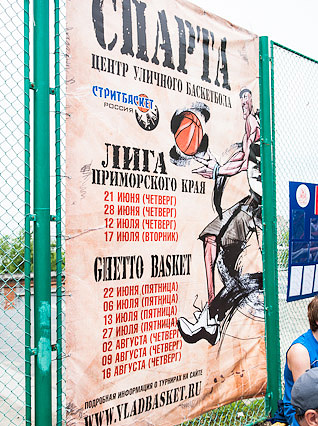 СПАРТА
ЦЕНТР УЛИЧНОГО БАСКЕТБОЛА
СТРИТБАСКЕТ
РОССИЯ
ЛИГА
ПРИМОРСКОГО КРАЯ
21 ИЮНЯ (ЧЕТВЕРГ)
28 ИЮНЯ (ЧЕТВЕРГ)
12 ИЮЛЯ (ЧЕТВЕРГ)
17 ИЮЛЯ (ВТОРНИК)
GHETTO BASKET
22 ИЮНЯ (ПЯТНИЦА)
06 ИЮЛЯ (ПЯТНИЦА)
13 ИЮЛЯ (ПЯТНИЦА)
27 ИЮЛЯ (ПЯТНИЦА)
02 АВГУСТА (ЧЕТВЕРГ)
09 АВГУСТА (ЧЕТВЕРГ)
16 АВГУСТА (ЧЕТВЕРГ)
ПОДРОБНАЯ ИНФОРМАЦИЯ О ТУРНИРАХ НА САЙТЕ
WWW.VLADBASKET.RU